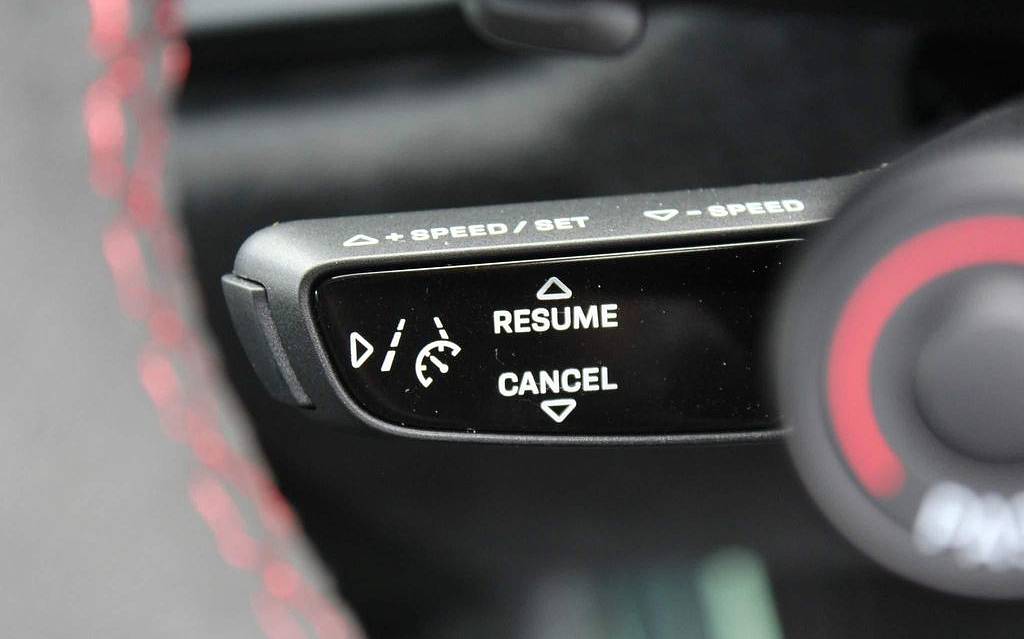 + SPEED / SET
- SPEED
RESUME
CANCEL